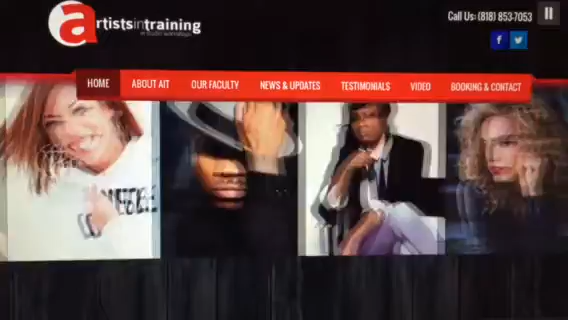 artistsintraining
Call Us: (818) 853-7053
HOME ABOUT AIT OUR FACULTY NEWS & UPDATES TESTIMONIALS VIDEO BOOKING & CONTACT